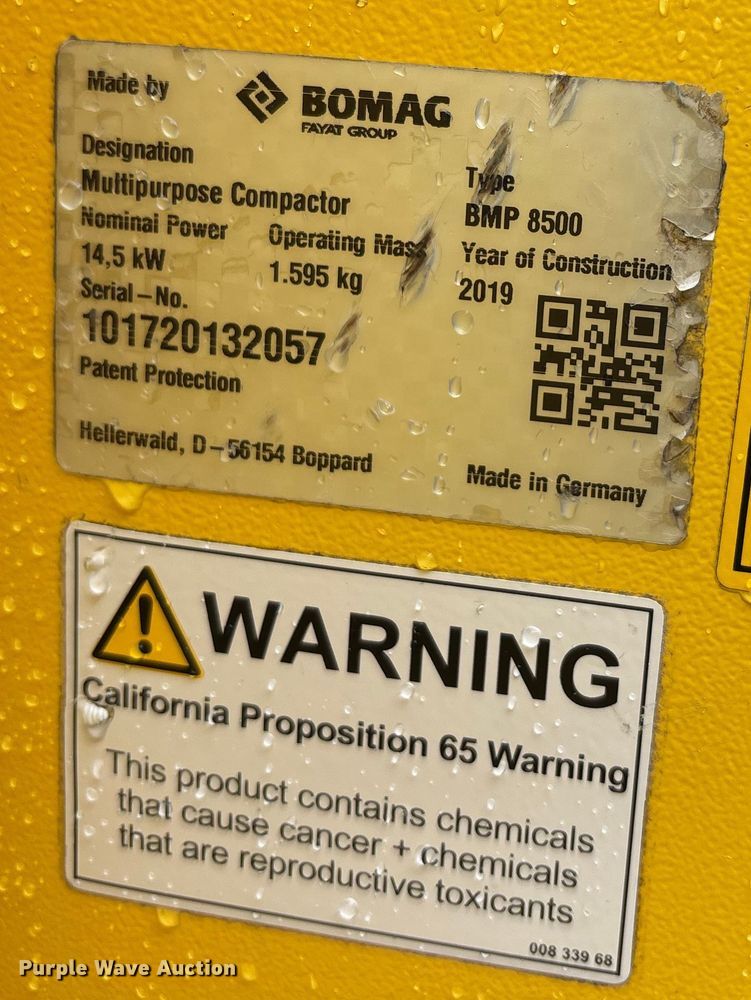 Made by
BOMAG
FAYAT GROUP
Designation
Multipurpose Compactor
Type
BMP 8500
Nominal Power
Operating Mass
Year of Construction
14,5 kW
1.595 kg
2019
Serial-No.
101720132057
Patent Protection
Hellerwald, D-56154 Boppard
Made in Germany
WARNING
California Proposition 65 Warning
This product contains chemicals
that cause cancer + chemicals
that are reproductive toxicants
008 339 68
Purple Wave Auction